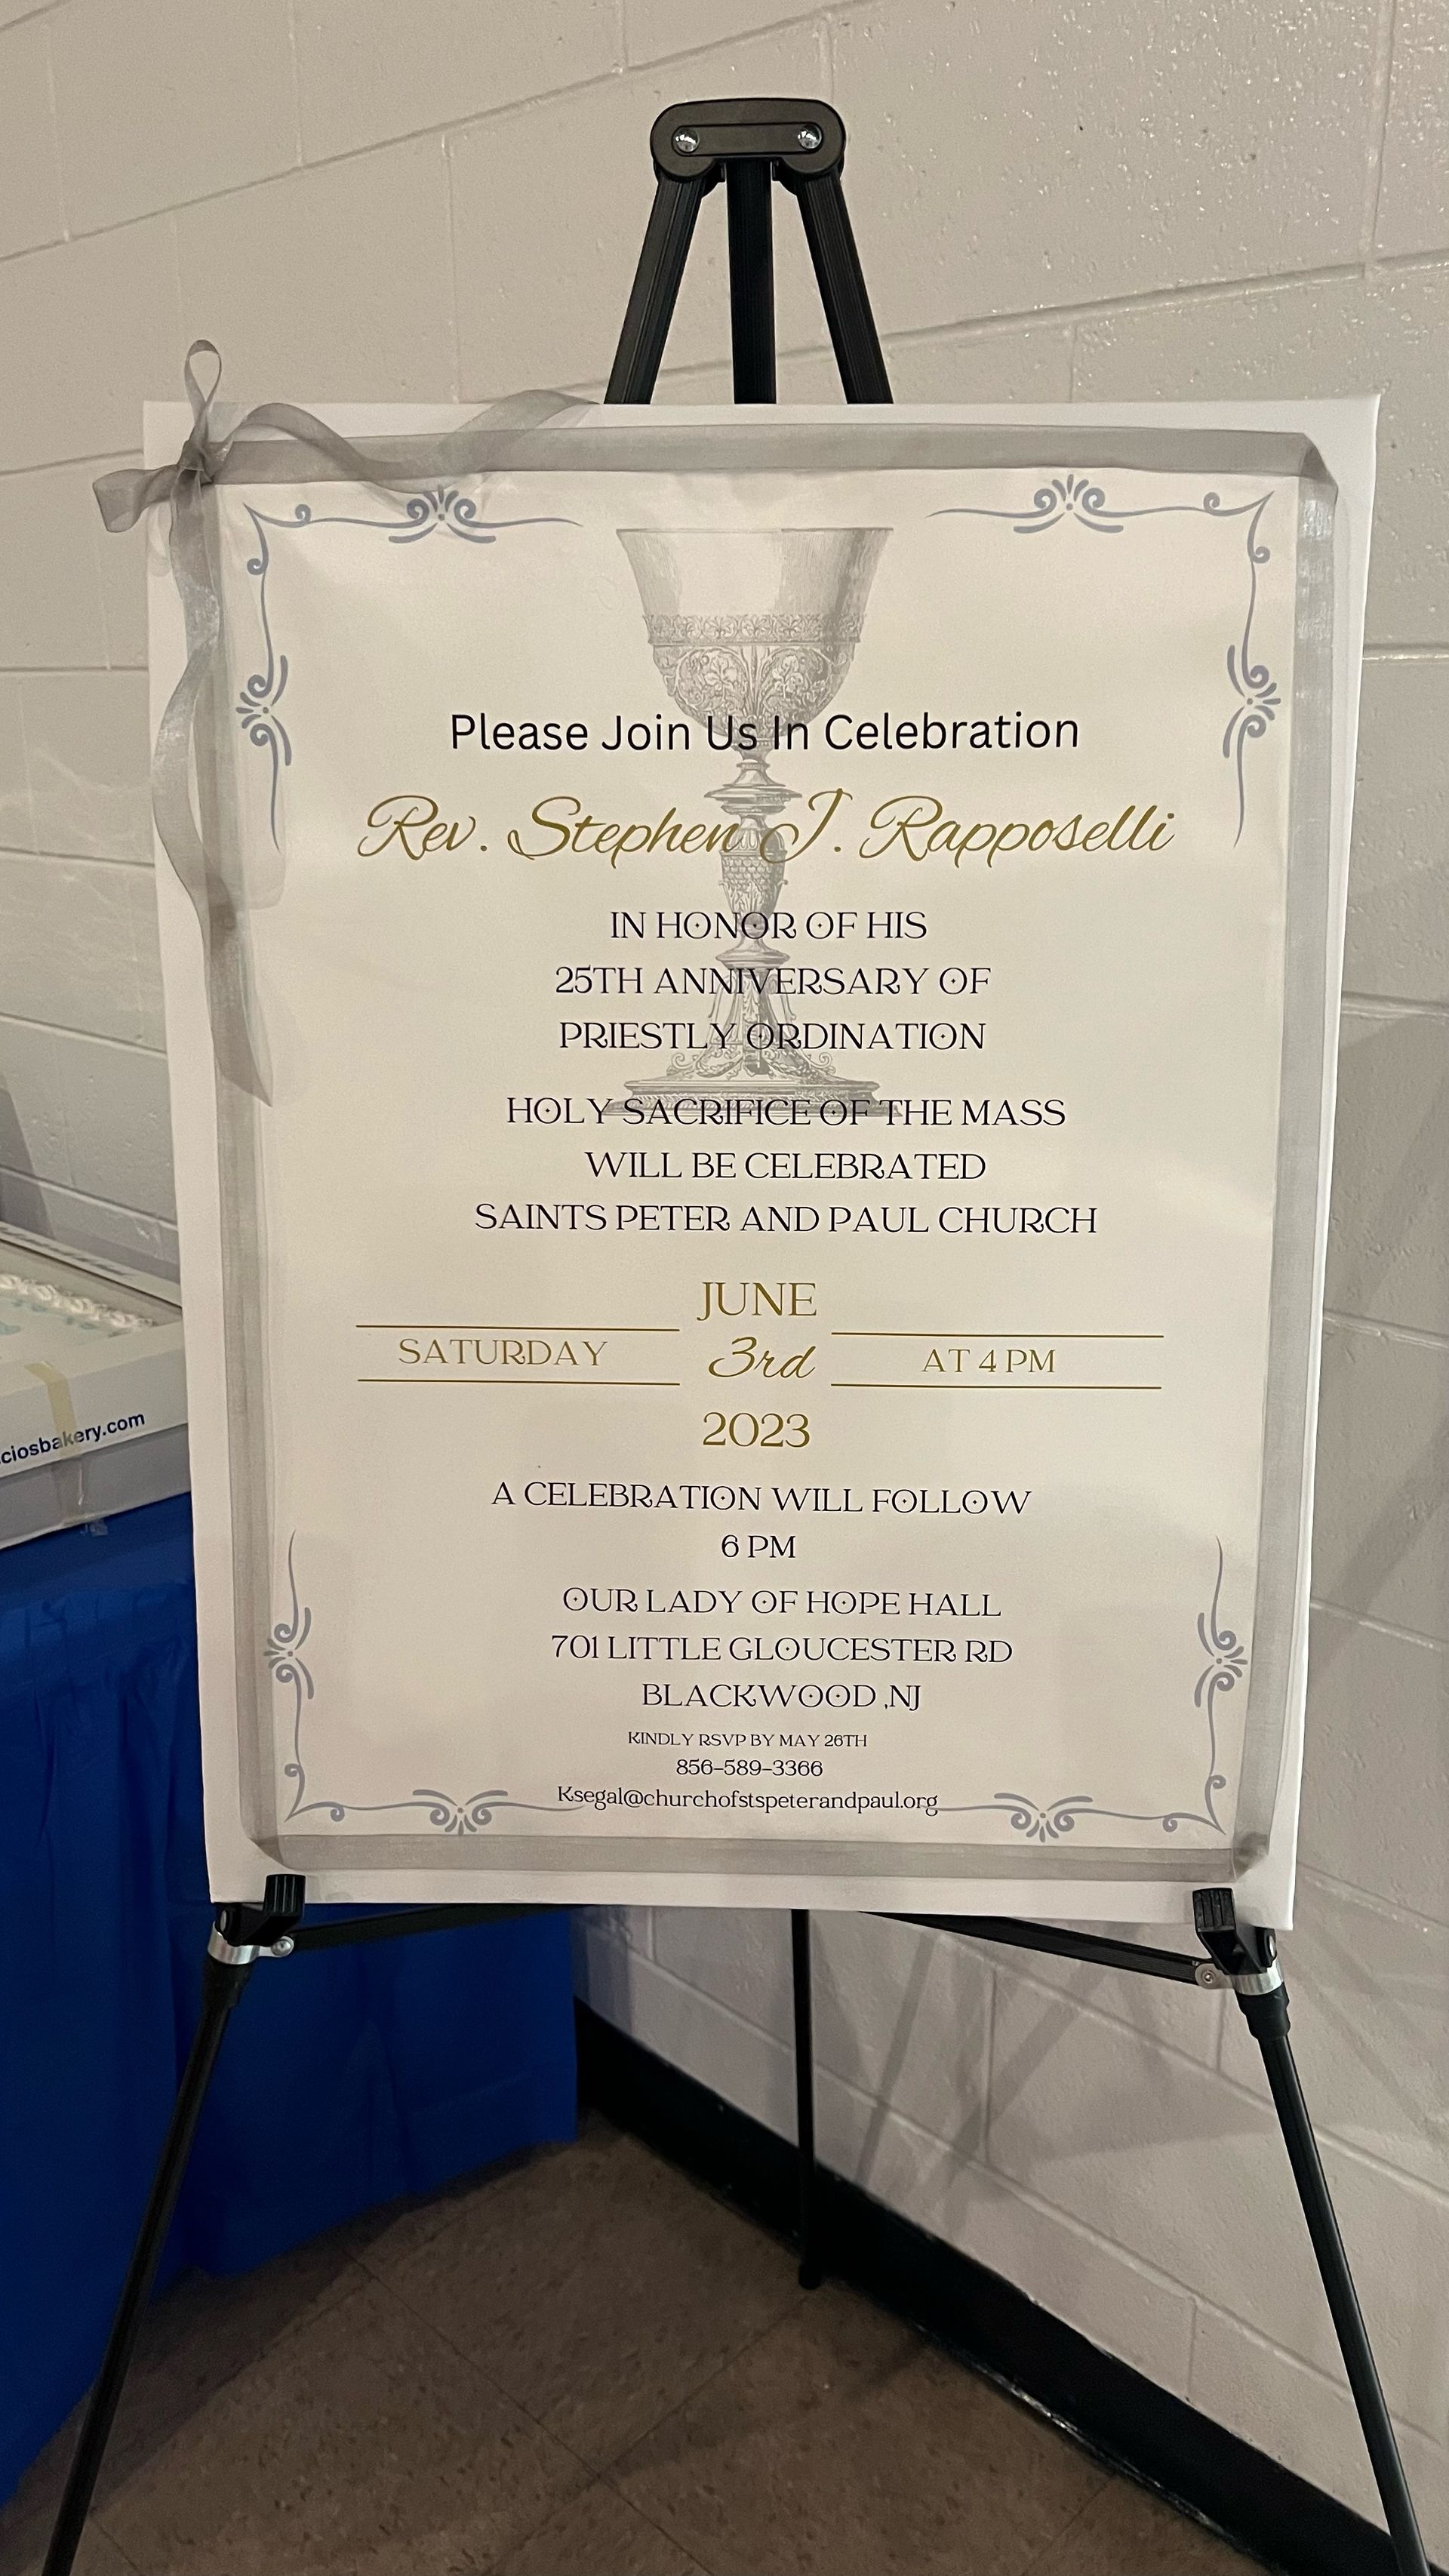 Please Join Us In Celebration
Rev. Stephen J. Rapposelli
IN HONOR OF HIS
25TH ANNIVERSARY OF
PRIESTLY ORDINATION
HOLY SACRIFICE OF THE MASS
WILL BE CELEBRATED
SAINTS PETER AND PAUL CHURCH
JUNE
SATURDAY 3rd AT 4 PM
2023
A CELEBRATION WILL FOLLOW
6 PM
OUR LADY OF HOPE HALL
701 LITTLE GLOUCESTER RD
BLACKWOOD ,NJ
KINDLY RSVP BY MAY 26TH
856-589-3366
Ksegal@churchofstspeterandpaul.org
ciosbakery.com